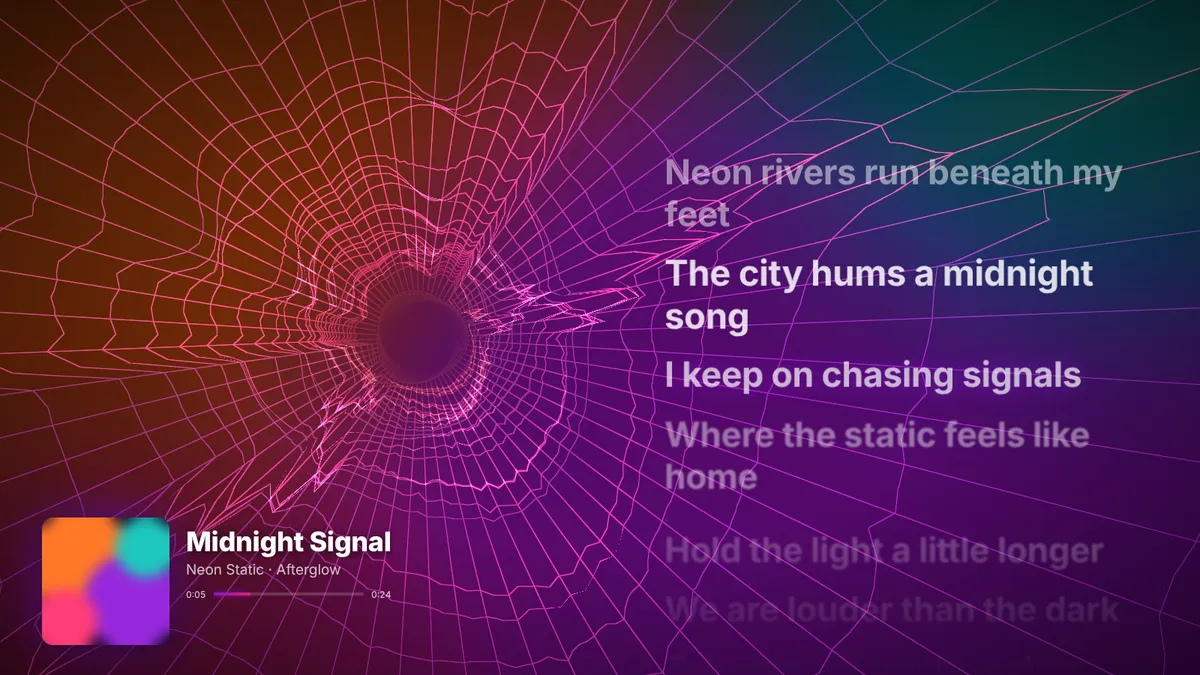 Neon rivers run beneath my
feet
The city hums a midnight
song
I keep on chasing signals
Where the static feels like
home
Hold the light a little longer
We are louder than the dark
Midnight Signal
Neon Static · Afterglow
0:05 0:24